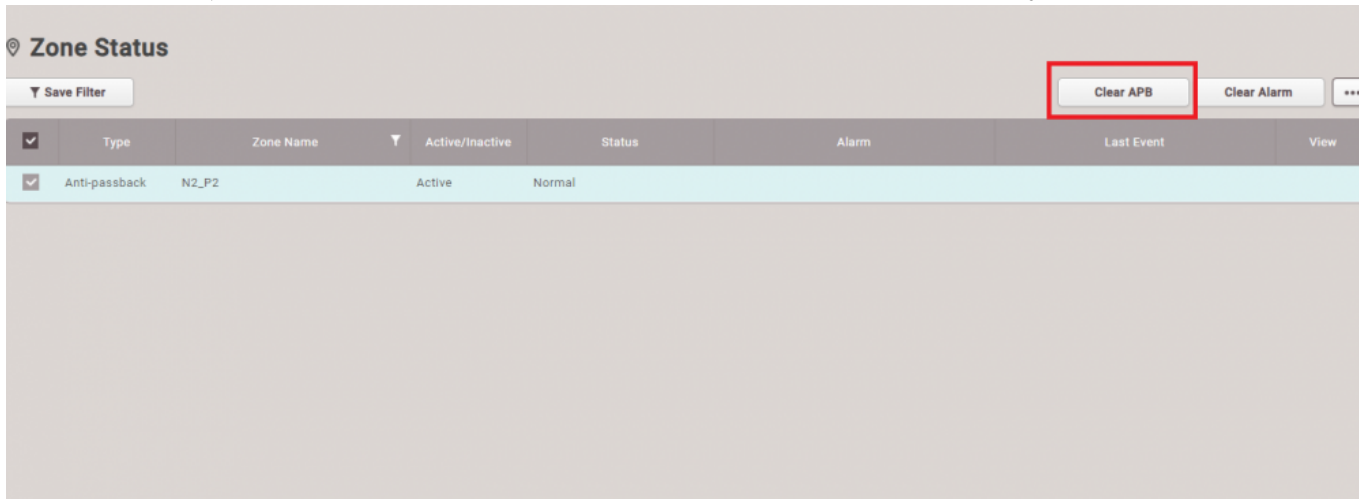 Zone Status
Save Filter
Clear APB Clear Alarm
Type Zone Name Active/Inactive Status Alarm Last Event View
Anti-passback N2_P2 Active Normal